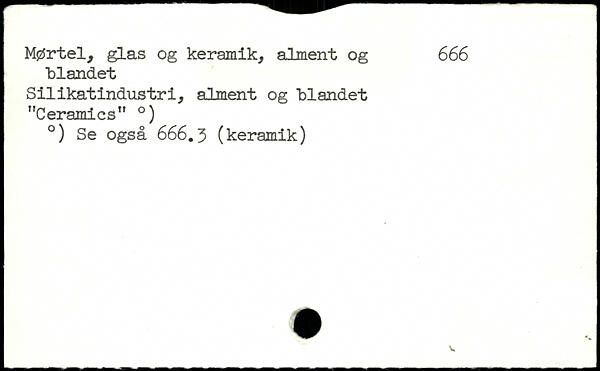 Mørtel, glas og keramik, alment og 666
blandet
Silikatindustri, alment og blandet
"Ceramics" °)
°) Se også 666.3 (keramik)